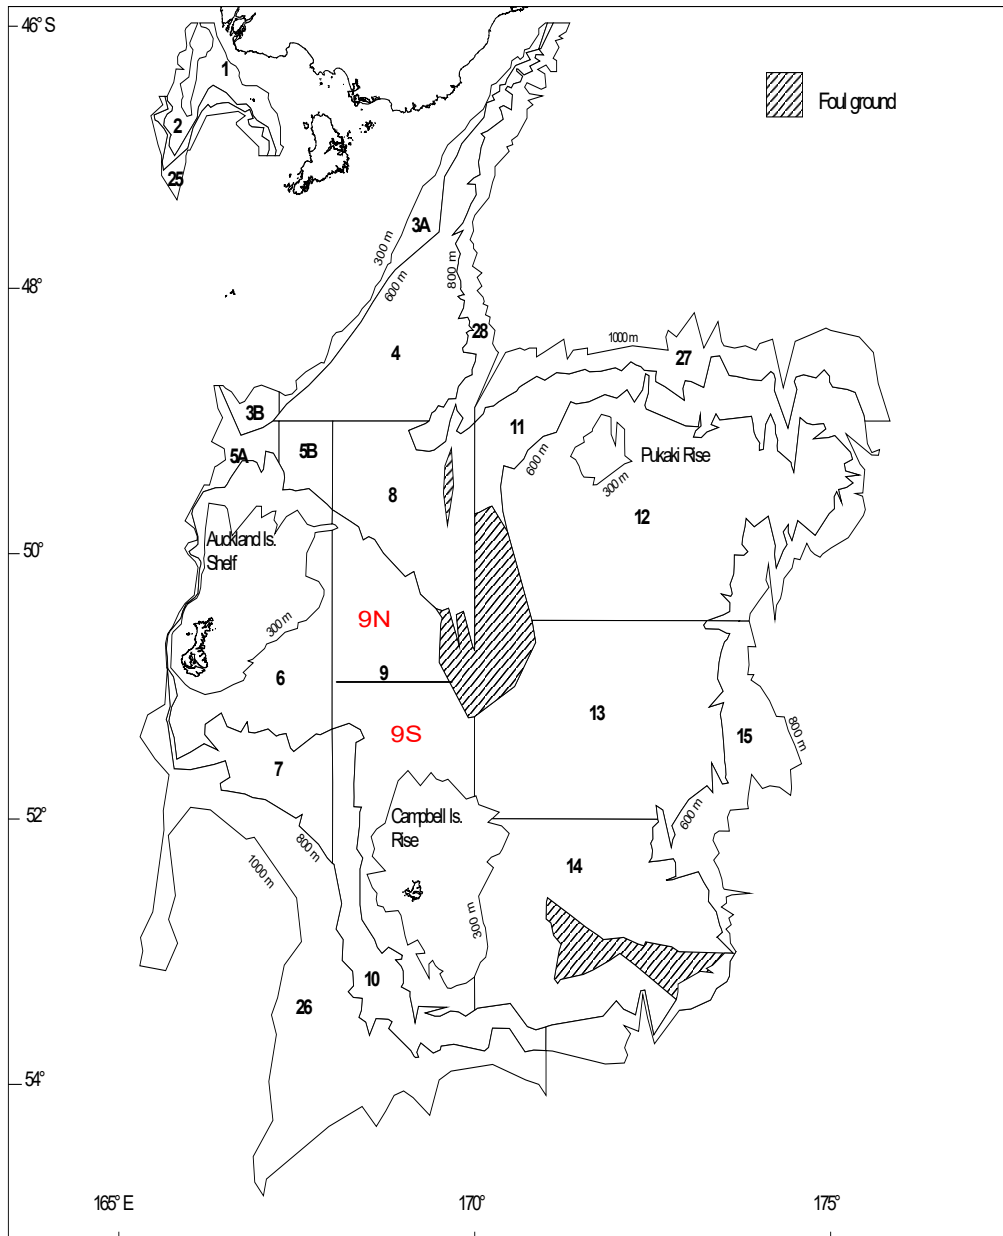 46° S
1
Foul ground
2
25
3A
300 m
600 m
800 m
48°
28
1000 m
27
4
3B
11
5A
5B
600 m
Pukaki Rise
300 m
8
12
Auckland Is.
Shelf
50°
300 m
9N
6
9
13
9S
15
800 m
7
Campbell Is.
Rise
600 m
52°
800 m
1000 m
14
300 m
10
26
54°
165° E
170°
175°